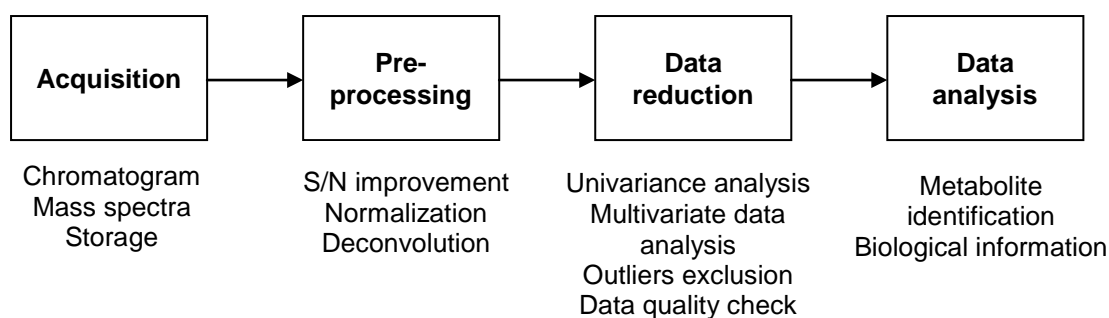 Acquisition
Pre-
processing
Data
reduction
Data
analysis
Chromatogram
Mass spectra
Storage
S/N improvement
Normalization
Deconvolution
Univariance analysis
Multivariate data
analysis
Outliers exclusion
Data quality check
Metabolite
identification
Biological information